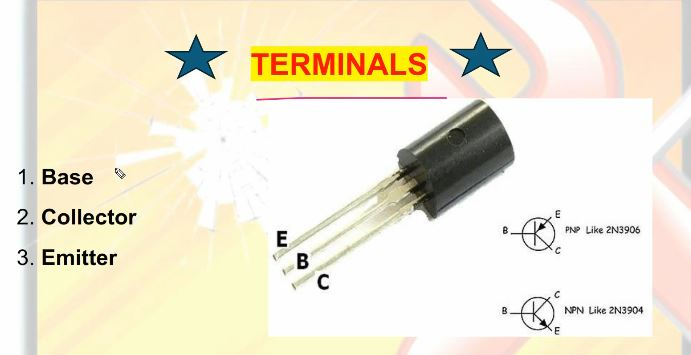 TERMINALS
1. Base
2. Collector
3. Emitter
E
B
C
E
B
PNP Like 2N3906
C
C
B
NPN Like 2N3904
E